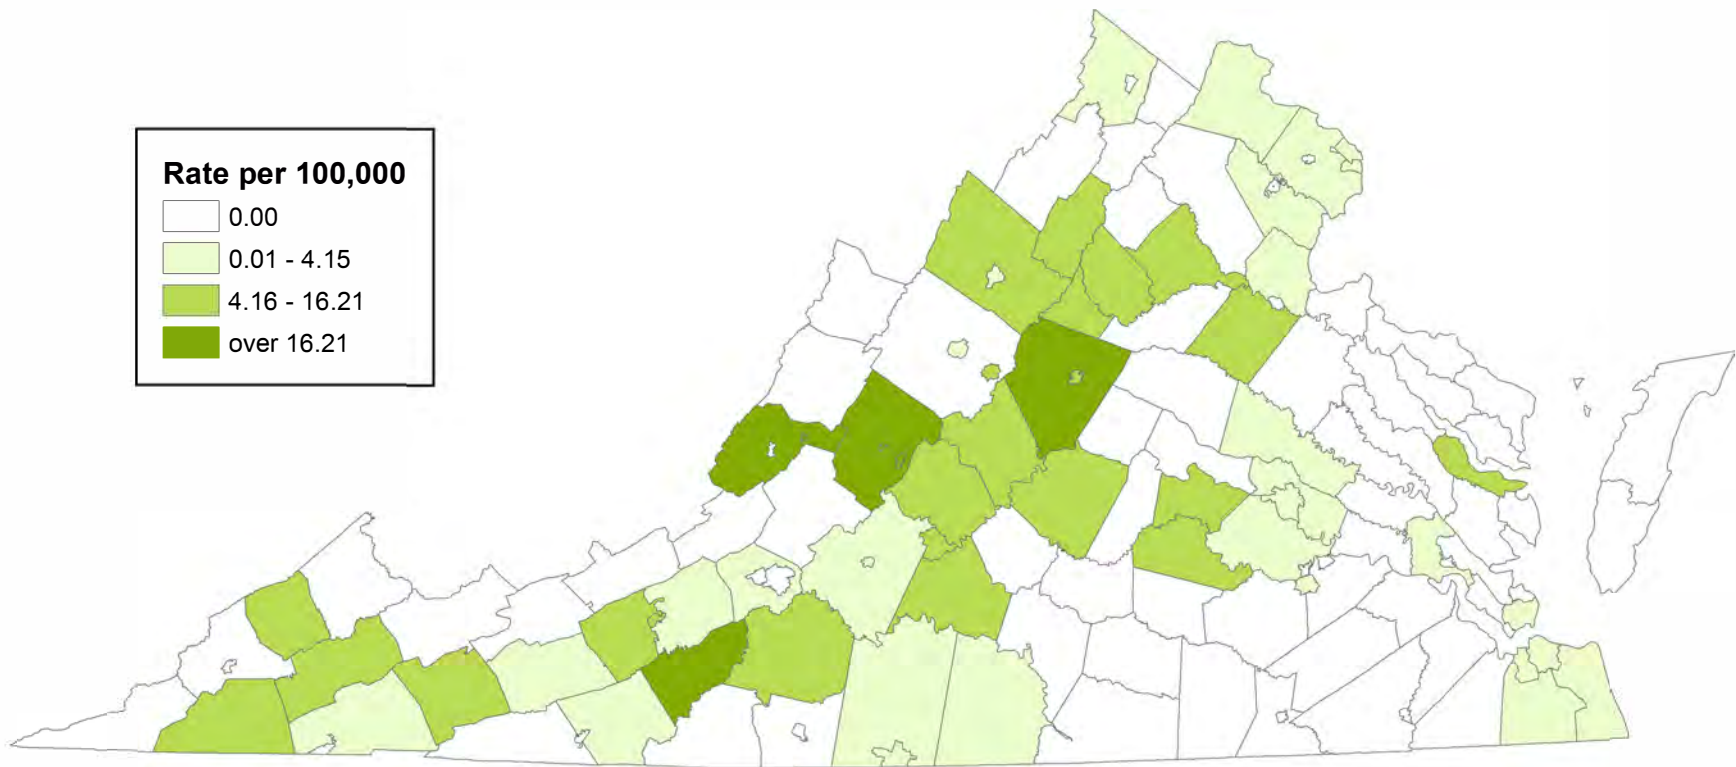 Rate per 100,000
0.00
0.01 - 4.15
4.16 - 16.21
over 16.21